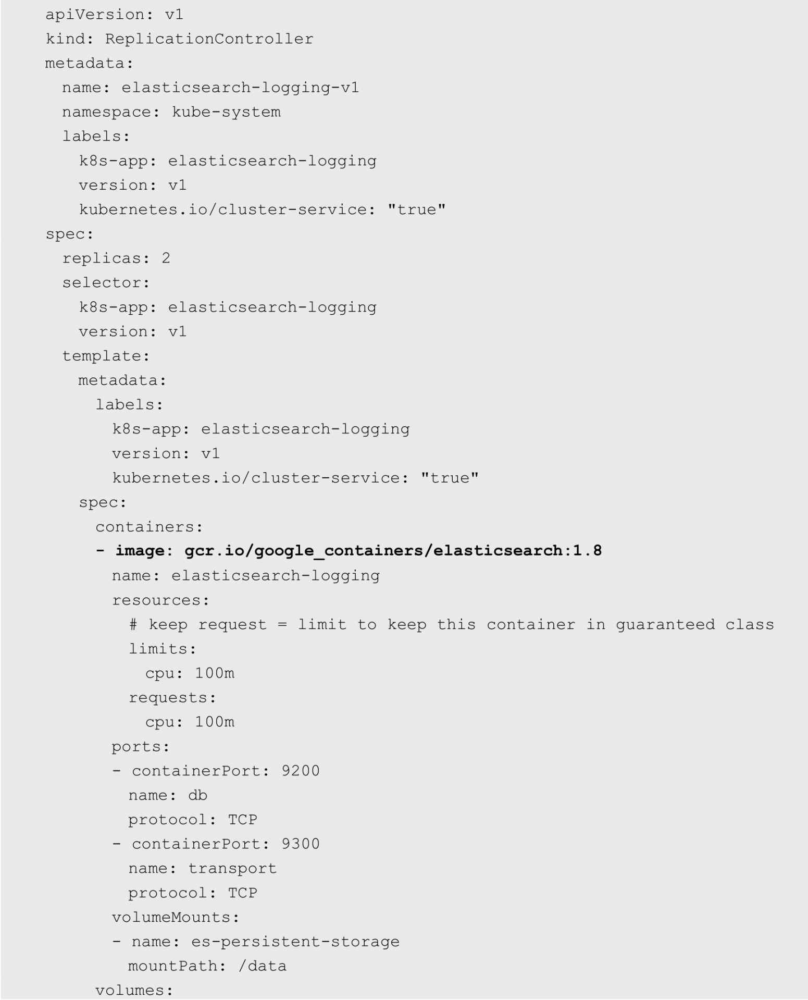 apiVersion: v1
kind: ReplicationController
metadata:
  name: elasticsearch-logging-v1
  namespace: kube-system
  labels:
    k8s-app: elasticsearch-logging
    version: v1
    kubernetes.io/cluster-service: "true"
spec:
  replicas: 2
  selector:
    k8s-app: elasticsearch-logging
    version: v1
  template:
    metadata:
      labels:
        k8s-app: elasticsearch-logging
        version: v1
        kubernetes.io/cluster-service: "true"
    spec:
      containers:
      - image: gcr.io/google_containers/elasticsearch:1.8
        name: elasticsearch-logging
        resources:
          # keep request = limit to keep this container in guaranteed class
          limits:
            cpu: 100m
          requests:
            cpu: 100m
        ports:
        - containerPort: 9200
          name: db
          protocol: TCP
        - containerPort: 9300
          name: transport
          protocol: TCP
        volumeMounts:
        - name: es-persistent-storage
          mountPath: /data
      volumes: